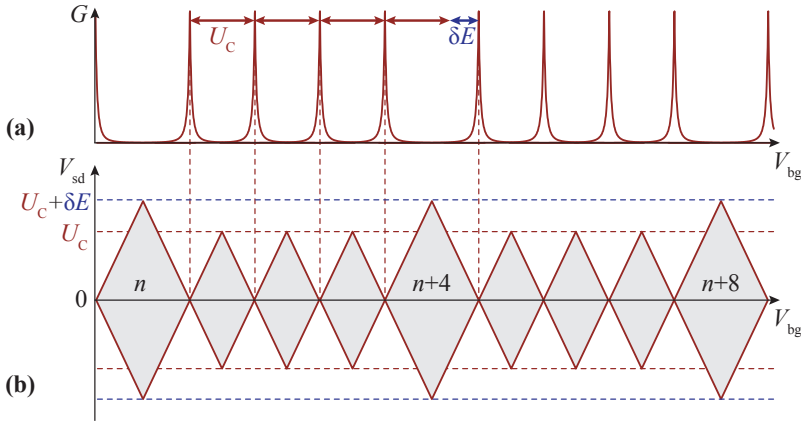 G
U_C
δE
(a)
V_bg
V_sd
U_C+δE
U_C
n
n+4
n+8
0
V_bg
(b)